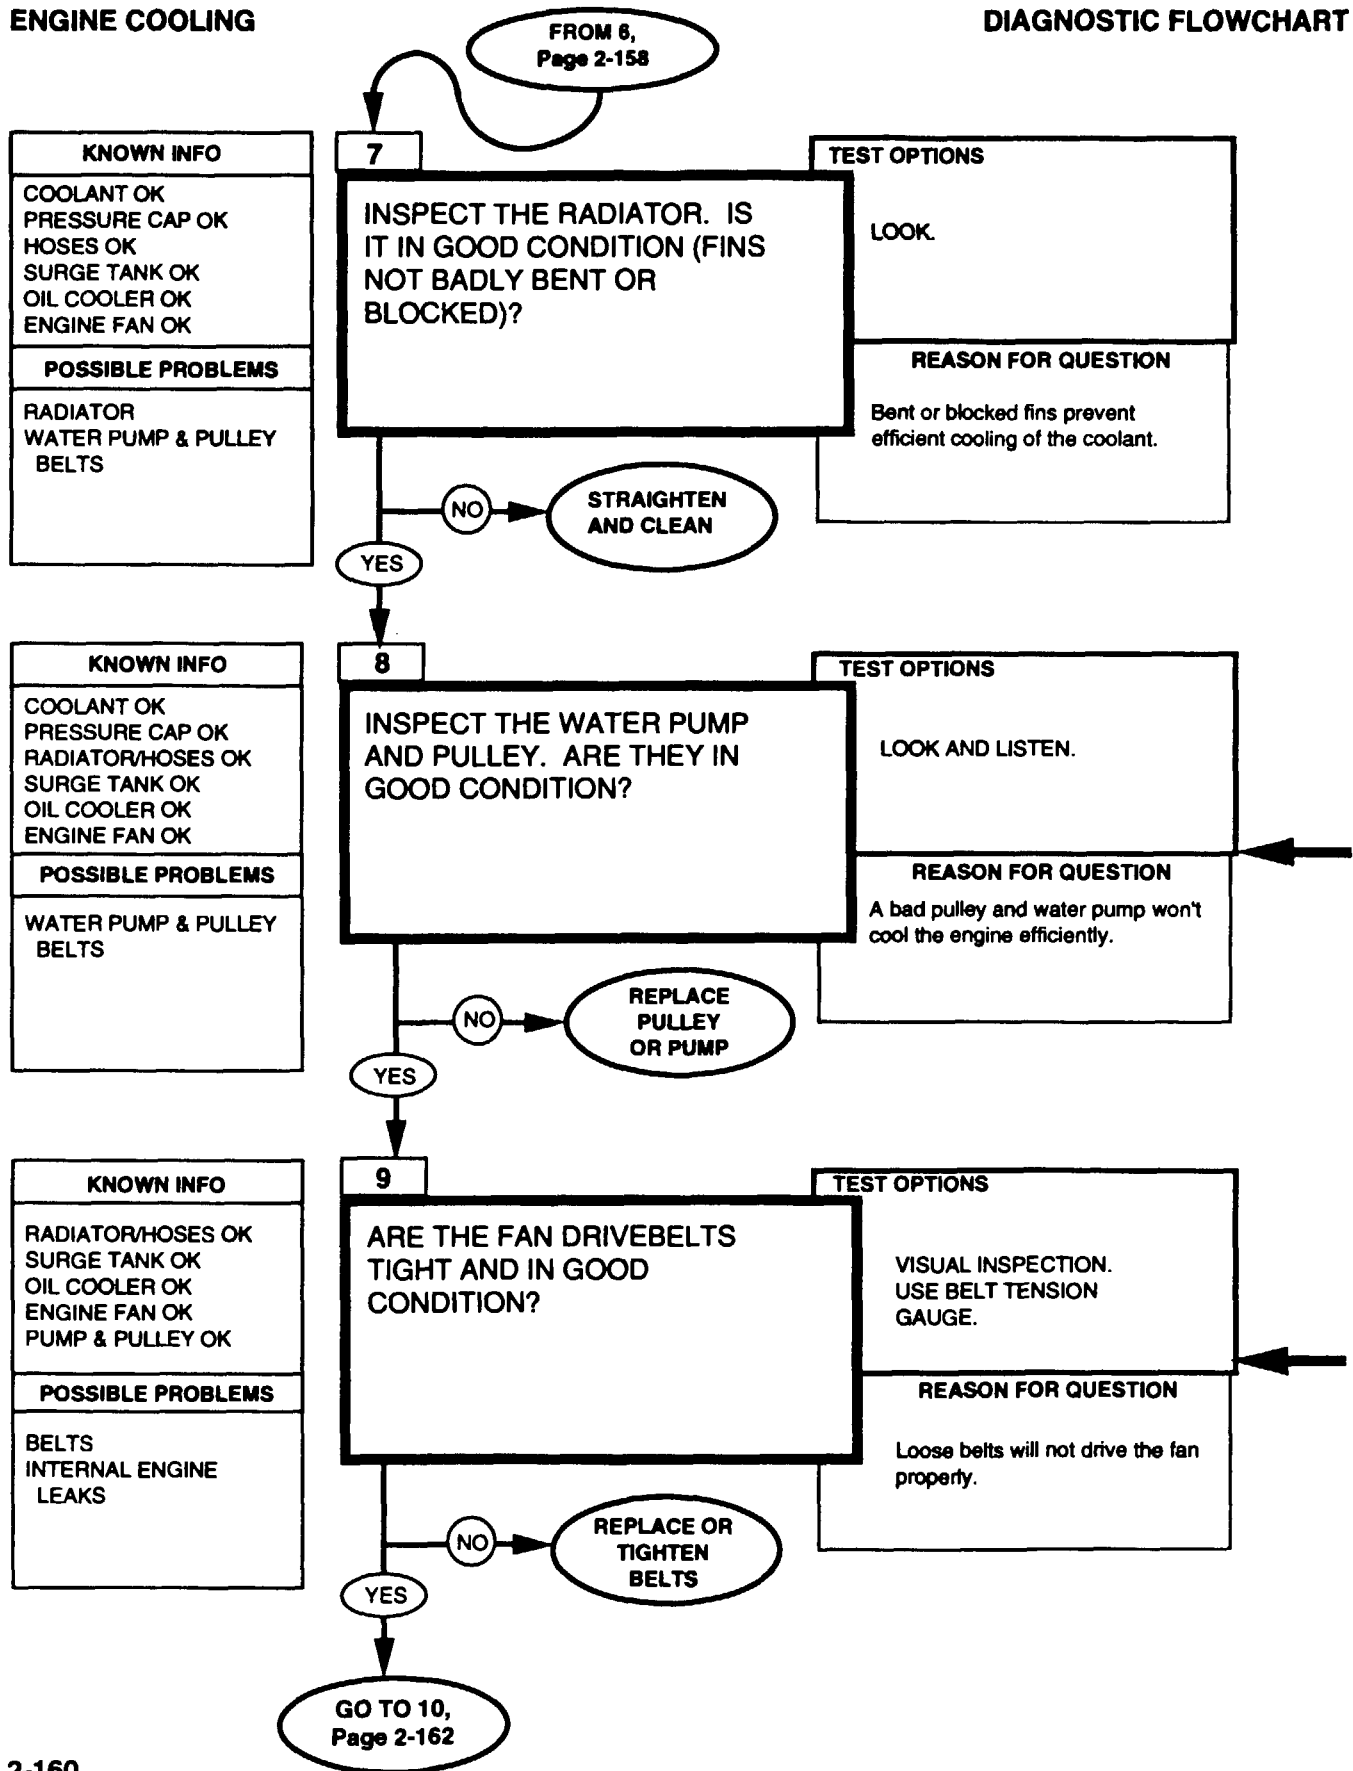 ENGINE COOLING
DIAGNOSTIC FLOWCHART
FROM 6,
Page 2-158
KNOWN INFO
COOLANT OK
PRESSURE CAP OK
HOSES OK
SURGE TANK OK
OIL COOLER OK
ENGINE FAN OK
POSSIBLE PROBLEMS
RADIATOR
WATER PUMP & PULLEY
BELTS
7
INSPECT THE RADIATOR. IS
IT IN GOOD CONDITION (FINS
NOT BADLY BENT OR
BLOCKED)?
TEST OPTIONS
LOOK.
REASON FOR QUESTION
Bent or blocked fins prevent
efficient cooling of the coolant.
NO
STRAIGHTEN
AND CLEAN
YES
KNOWN INFO
COOLANT OK
PRESSURE CAP OK
RADIATOR/HOSES OK
SURGE TANK OK
OIL COOLER OK
ENGINE FAN OK
POSSIBLE PROBLEMS
WATER PUMP & PULLEY
BELTS
8
INSPECT THE WATER PUMP
AND PULLEY. ARE THEY IN
GOOD CONDITION?
TEST OPTIONS
LOOK AND LISTEN.
REASON FOR QUESTION
A bad pulley and water pump won't
cool the engine efficiently.
NO
REPLACE
PULLEY
OR PUMP
YES
KNOWN INFO
RADIATOR/HOSES OK
SURGE TANK OK
OIL COOLER OK
ENGINE FAN OK
PUMP & PULLEY OK
POSSIBLE PROBLEMS
BELTS
INTERNAL ENGINE
LEAKS
9
ARE THE FAN DRIVEBELTS
TIGHT AND IN GOOD
CONDITION?
TEST OPTIONS
VISUAL INSPECTION.
USE BELT TENSION
GAUGE.
REASON FOR QUESTION
Loose belts will not drive the fan
properly.
NO
REPLACE OR
TIGHTEN
BELTS
YES
GO TO 10,
Page 2-162
2-160